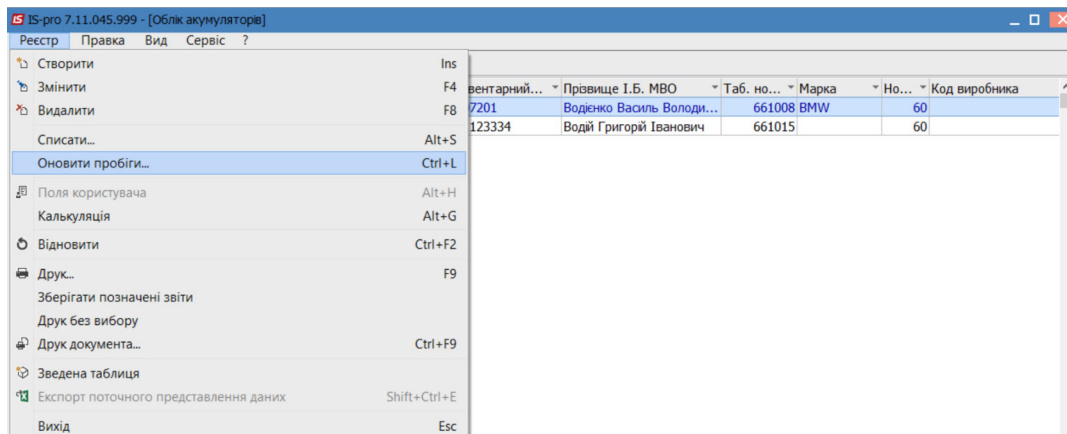 IS-pro 7.11.045.999 - [Облік акумуляторів]
Реєстр Правка Вид Сервіс ?
Створити Ins
Змінити F4
Видалити F8
Списати... Alt+S
Оновити пробіги... Ctrl+L
Поля користувача Alt+H
Калькуляція Alt+G
Відновити Ctrl+F2
Друк... F9
Зберігати позначені звіти
Друк без вибору
Друк документа... Ctrl+F9
Зведена таблиця
Експорт поточного представлення даних Shift+Ctrl+E
Вихід Esc
вентарний... Прізвище І.Б. МВО Таб. но... Марка Но... Код виробника
7201 Водієнко Василь Володи... 661008 BMW 60
123334 Водій Григорій Іванович 661015 60